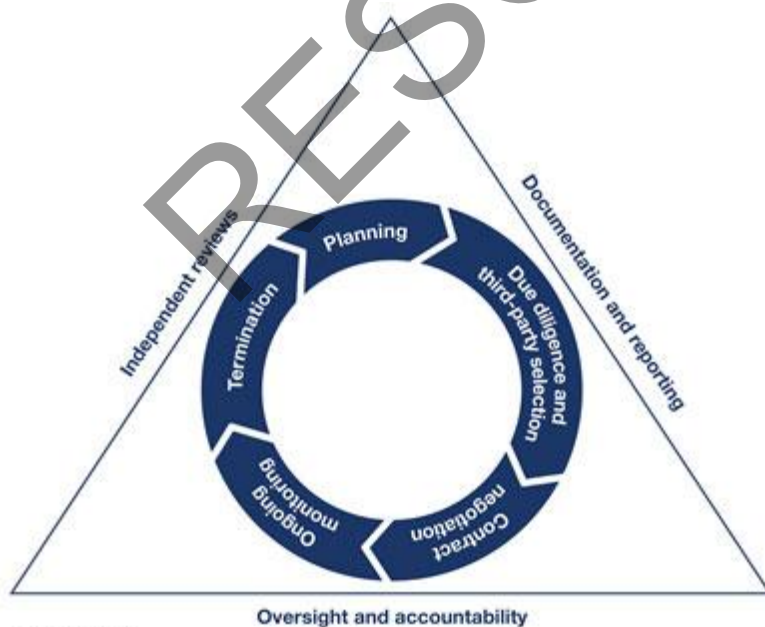 RESC
Independent reviews
Documentation and reporting
Planning
Due diligence and
third-party selection
Contract
negotiation
Ongoing
monitoring
Termination
Oversight and accountability